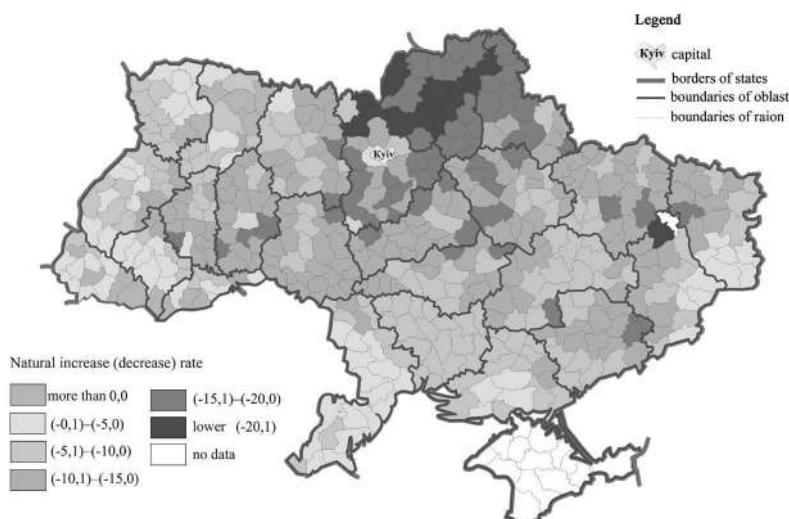 Legend
Kyiv capital
borders of states
boundaries of oblast
boundaries of raion
Kyiv
Natural increase (decrease) rate
more than 0,0
(-0,1)–(-5,0)
(-5,1)–(-10,0)
(-10,1)–(-15,0)
(-15,1)–(-20,0)
lower (-20,1)
no data